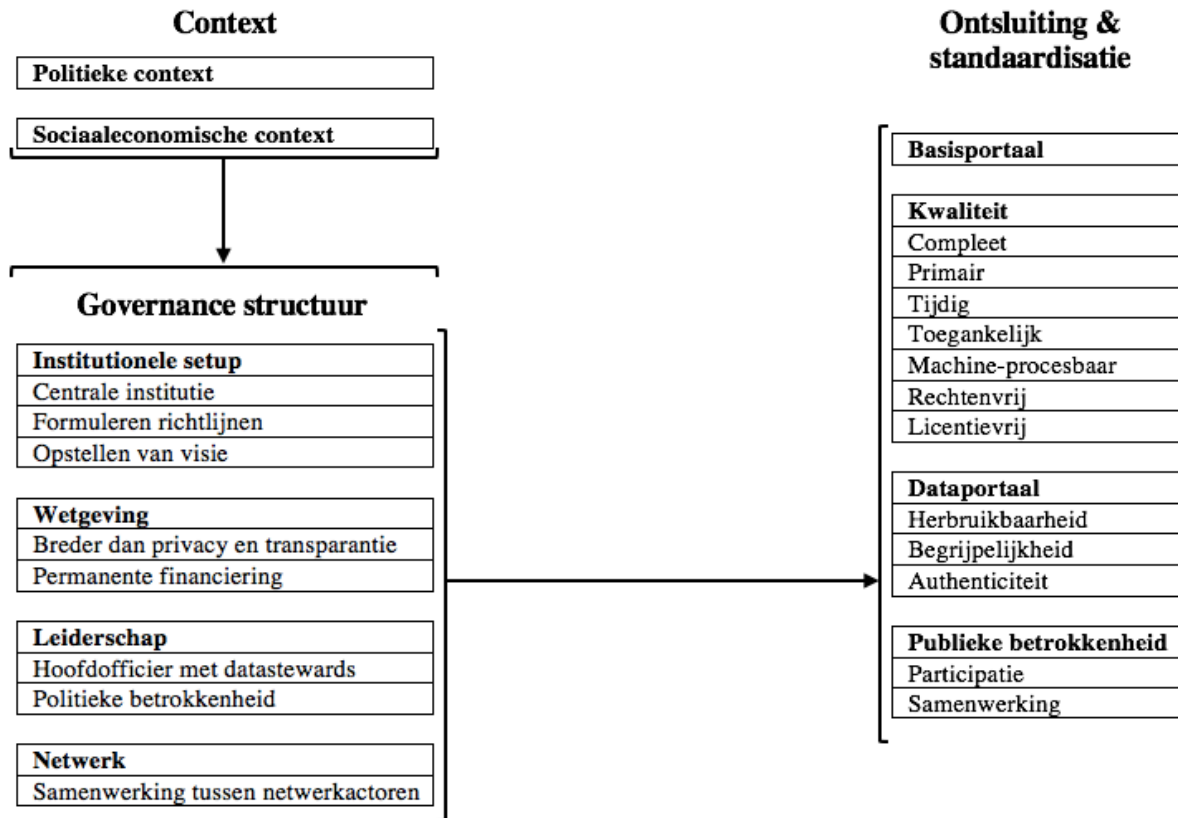 Context
Politieke context
Sociaaleconomische context
Governance structuur
Institutionele setup
Centrale institutie
Formuleren richtlijnen
Opstellen van visie
Wetgeving
Breder dan privacy en transparantie
Permanente financiering
Leiderschap
Hoofdofficier met datastewards
Politieke betrokkenheid
Netwerk
Samenwerking tussen netwerkactoren
Ontsluiting &
standaardisatie
Basisportaal
Kwaliteit
Compleet
Primair
Tijdig
Toegankelijk
Machine-procesbaar
Rechtenvrij
Licentievrij
Dataportaal
Herbruikbaarheid
Begrijpelijkheid
Authenticiteit
Publieke betrokkenheid
Participatie
Samenwerking